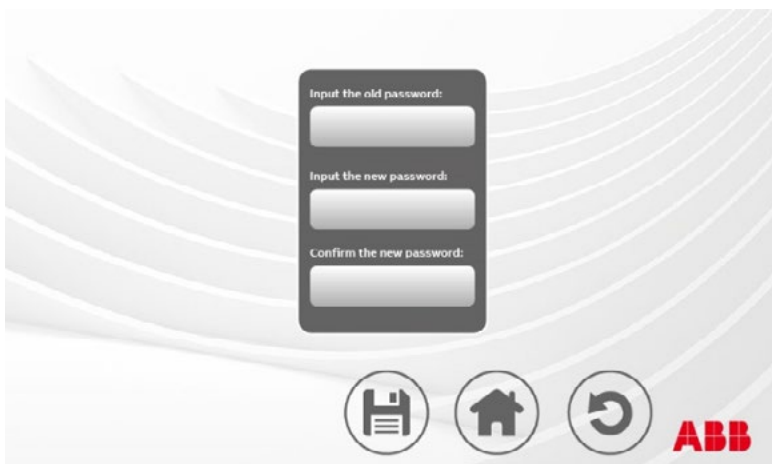 Input the old password:
Input the new password:
Confirm the new password:
ABB